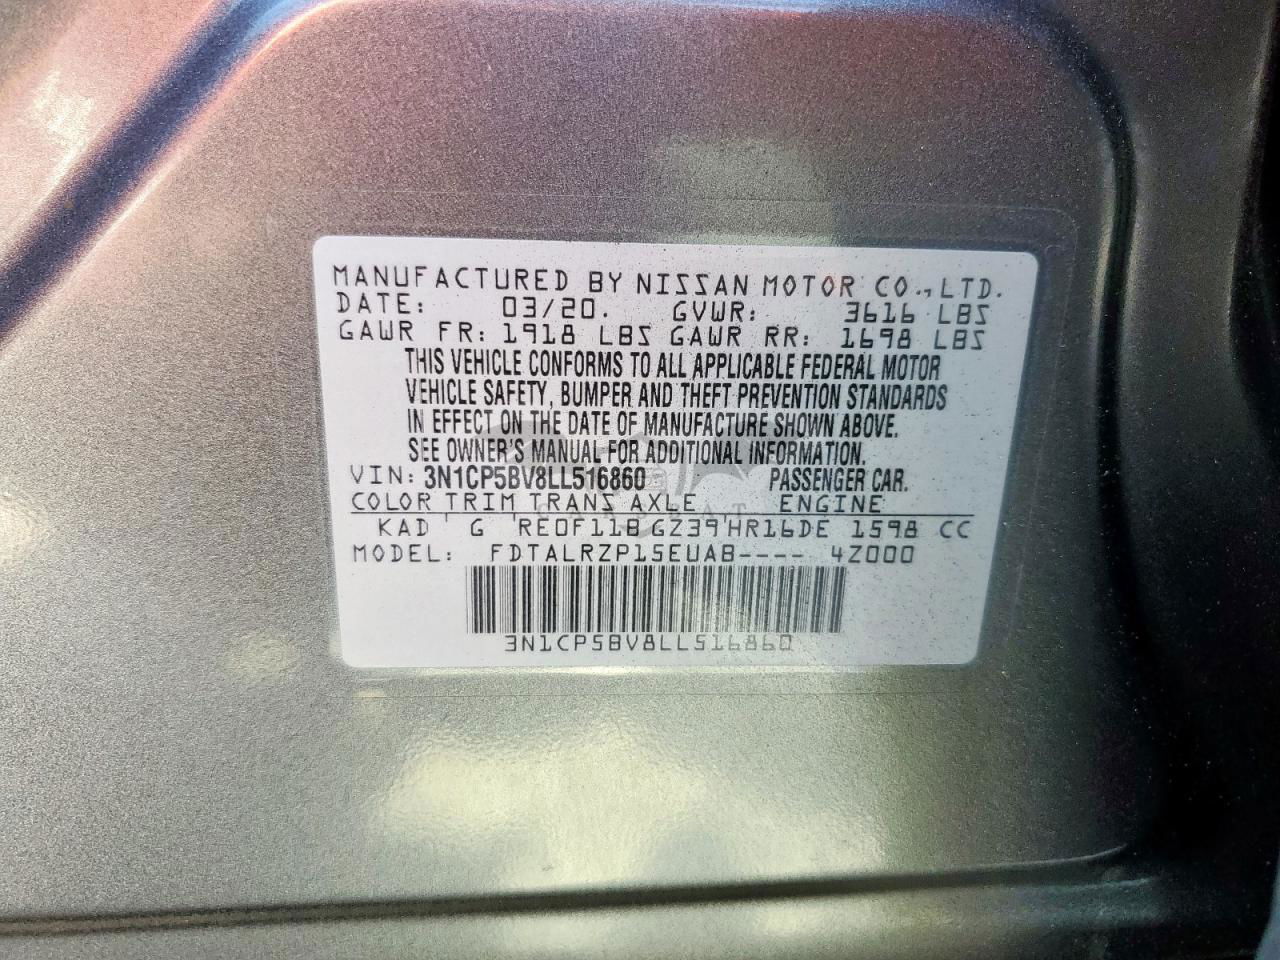 MANUFACTURED BY NISSAN MOTOR CO., LTD.
DATE: 03/20. GVWR: 3616 LBS
GAWR FR: 1918 LBS GAWR RR: 1698 LBS
THIS VEHICLE CONFORMS TO ALL APPLICABLE FEDERAL MOTOR
VEHICLE SAFETY, BUMPER AND THEFT PREVENTION STANDARDS
IN EFFECT ON THE DATE OF MANUFACTURE SHOWN ABOVE.
SEE OWNER'S MANUAL FOR ADDITIONAL INFORMATION.
VIN: 3N1CP5BV8LL516860 PASSENGER CAR.
COLOR TRIM TRANS AXLE ENGINE
KAD G RE0F11B GZ39 HR16DE 1598 CC
MODEL: FDTALRZP15EUAB---- 4Z000
3N1CP5BV8LL516860